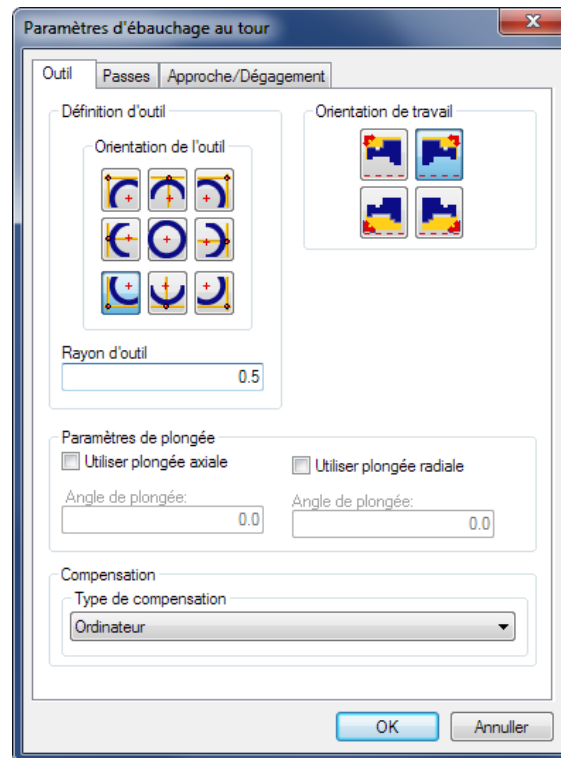 Paramètres d'ébauchage au tour
Outil
Passes
Approche/Dégagement
Définition d'outil
Orientation de l'outil
Rayon d'outil
0.5
Orientation de travail
Paramètres de plongée
Utiliser plongée axiale
Angle de plongée:
0.0
Utiliser plongée radiale
Angle de plongée:
0.0
Compensation
Type de compensation
Ordinateur
OK
Annuller